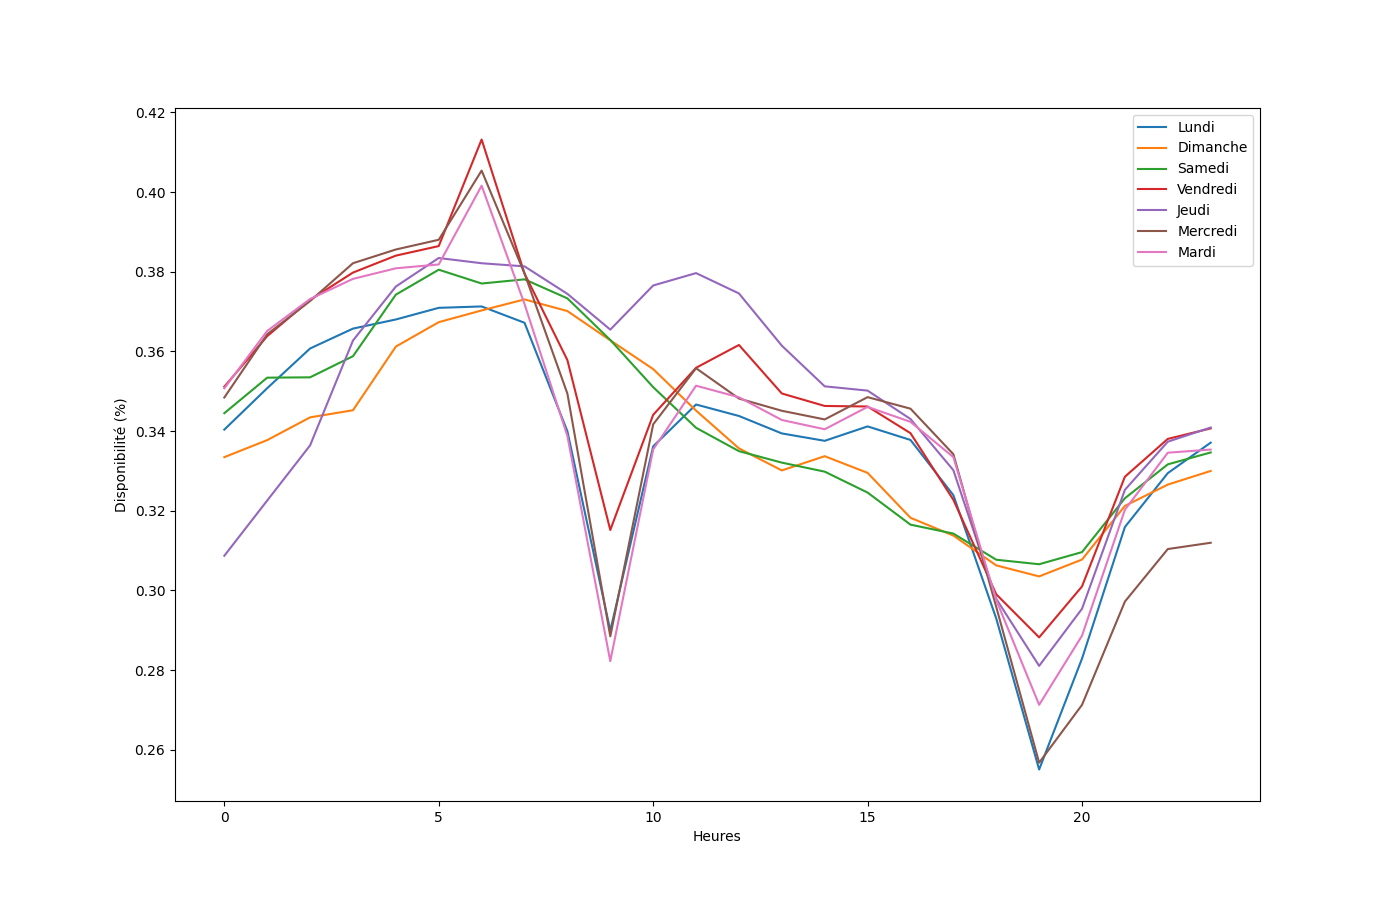 0.42
0.40
0.38
0.36
0.34
0.32
0.30
0.28
0.26
Disponibilité (%)
0 5 10 15 20
Heures
Lundi
Dimanche
Samedi
Vendredi
Jeudi
Mercredi
Mardi